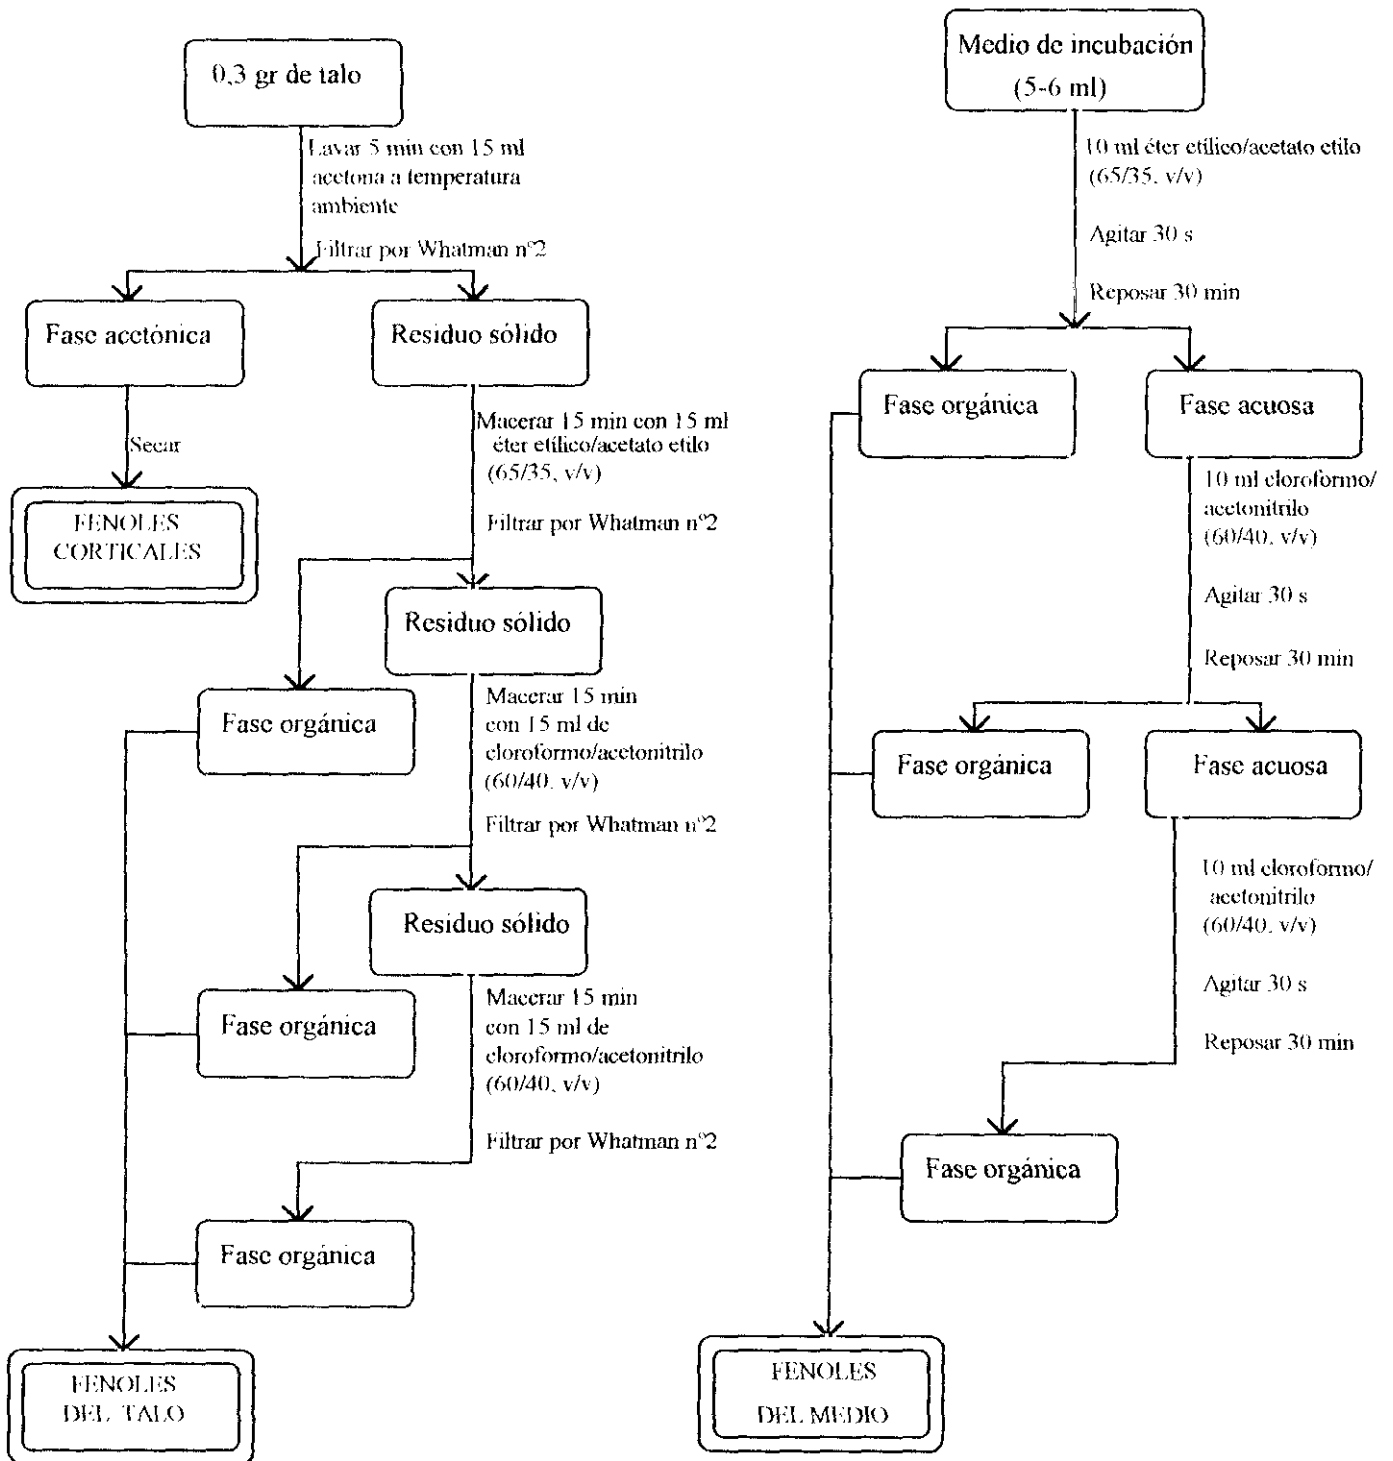 0,3 gr de talo
Lavar 5 min con 15 ml
acetona a temperatura
ambiente
Filtrar por Whatman nº2
Fase acetónica
Residuo sólido
Secar
FENOLES
CORTICALES
Macerar 15 min con 15 ml
éter etílico/acetato etilo
(65/35, v/v)
Filtrar por Whatman nº2
Residuo sólido
Fase orgánica
Macerar 15 min
con 15 ml de
cloroformo/acetonitrilo
(60/40. v/v)
Filtrar por Whatman nº2
Residuo sólido
Fase orgánica
Macerar 15 min
con 15 ml de
cloroformo/acetonitrilo
(60/40, v/v)
Filtrar por Whatman nº2
Fase orgánica
FENOLES
DEL TALO
Medio de incubación
(5-6 ml)
10 ml éter etílico/acetato etilo
(65/35. v/v)
Agitar 30 s
Reposar 30 min
Fase orgánica
Fase acuosa
10 ml cloroformo/
acetonitrilo
(60/40. v/v)
Agitar 30 s
Reposar 30 min
Fase orgánica
Fase acuosa
10 ml cloroformo/
acetonitrilo
(60/40. v/v)
Agitar 30 s
Reposar 30 min
Fase orgánica
FENOLES
DEL MEDIO